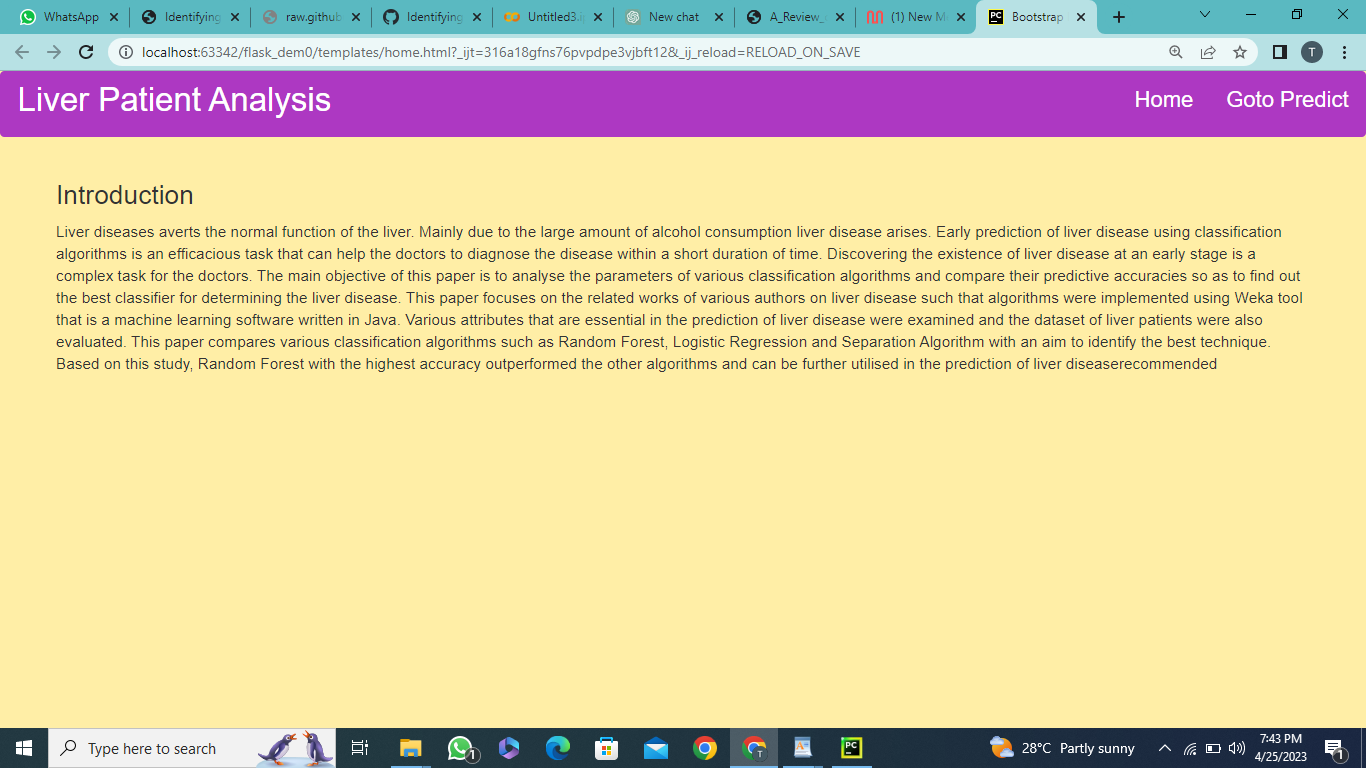 WhatsApp
Identifying
raw.github
Identifying
Untitled3.i
New chat
A_Review_
(1) New M
PC
Bootstrap
localhost:63342/flask_dem0/templates/home.html?_ijt=316a18gfns76pvpdpe3vjbft12&_ij_reload=RELOAD_ON_SAVE
T
Liver Patient Analysis
Home
Goto Predict
Introduction
Liver diseases averts the normal function of the liver. Mainly due to the large amount of alcohol consumption liver disease arises. Early prediction of liver disease using classification
algorithms is an efficacious task that can help the doctors to diagnose the disease within a short duration of time. Discovering the existence of liver disease at an early stage is a
complex task for the doctors. The main objective of this paper is to analyse the parameters of various classification algorithms and compare their predictive accuracies so as to find out
the best classifier for determining the liver disease. This paper focuses on the related works of various authors on liver disease such that algorithms were implemented using Weka tool
that is a machine learning software written in Java. Various attributes that are essential in the prediction of liver disease were examined and the dataset of liver patients were also
evaluated. This paper compares various classification algorithms such as Random Forest, Logistic Regression and Separation Algorithm with an aim to identify the best technique.
Based on this study, Random Forest with the highest accuracy outperformed the other algorithms and can be further utilised in the prediction of liver diseaserecommended
Type here to search
1
T
PC
28°C Partly sunny
7:43 PM
4/25/2023
1